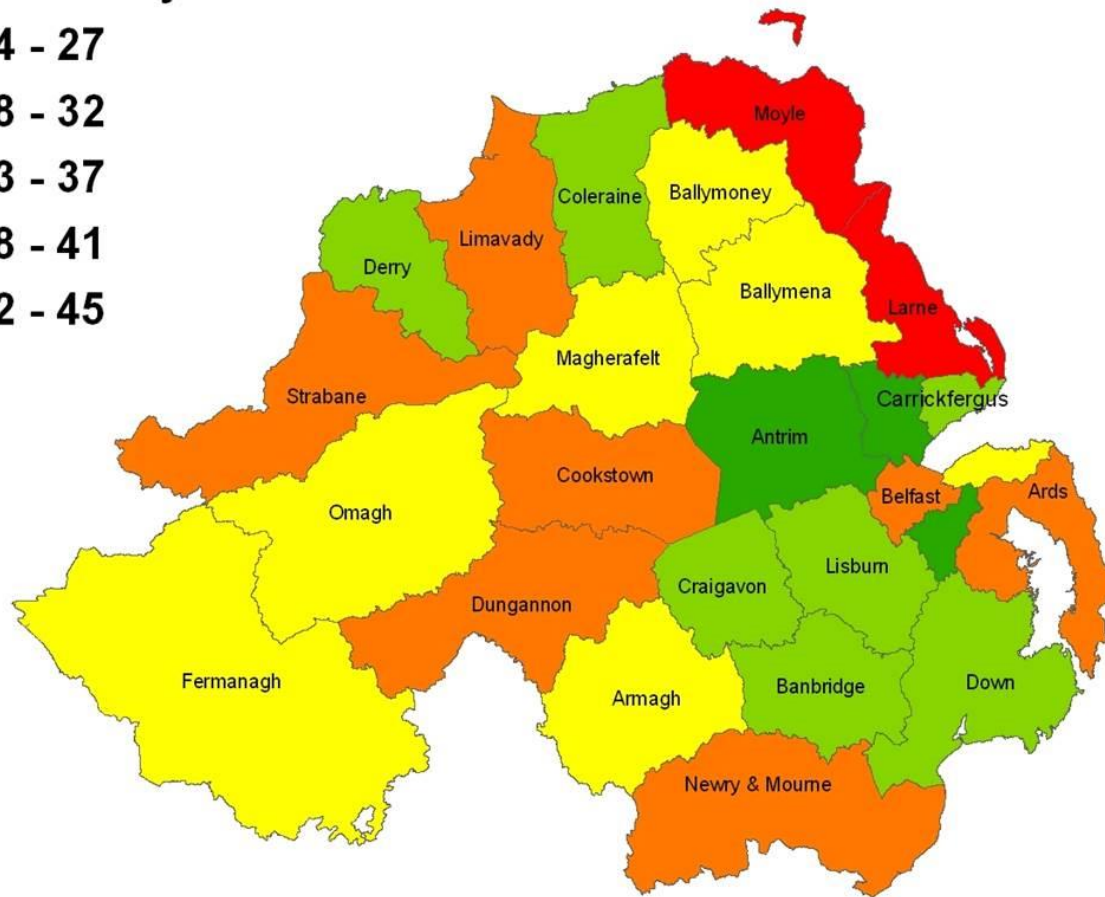 4 - 27
8 - 32
3 - 37
8 - 41
2 - 45
Moyle
Coleraine
Ballymoney
Limavady
Derry
Ballymena
Larne
Magherafelt
Strabane
Carrickfergus
Antrim
Cookstown
Belfast
Ards
Omagh
Lisburn
Craigavon
Dungannon
Fermanagh
Armagh
Banbridge
Down
Newry & Mourne